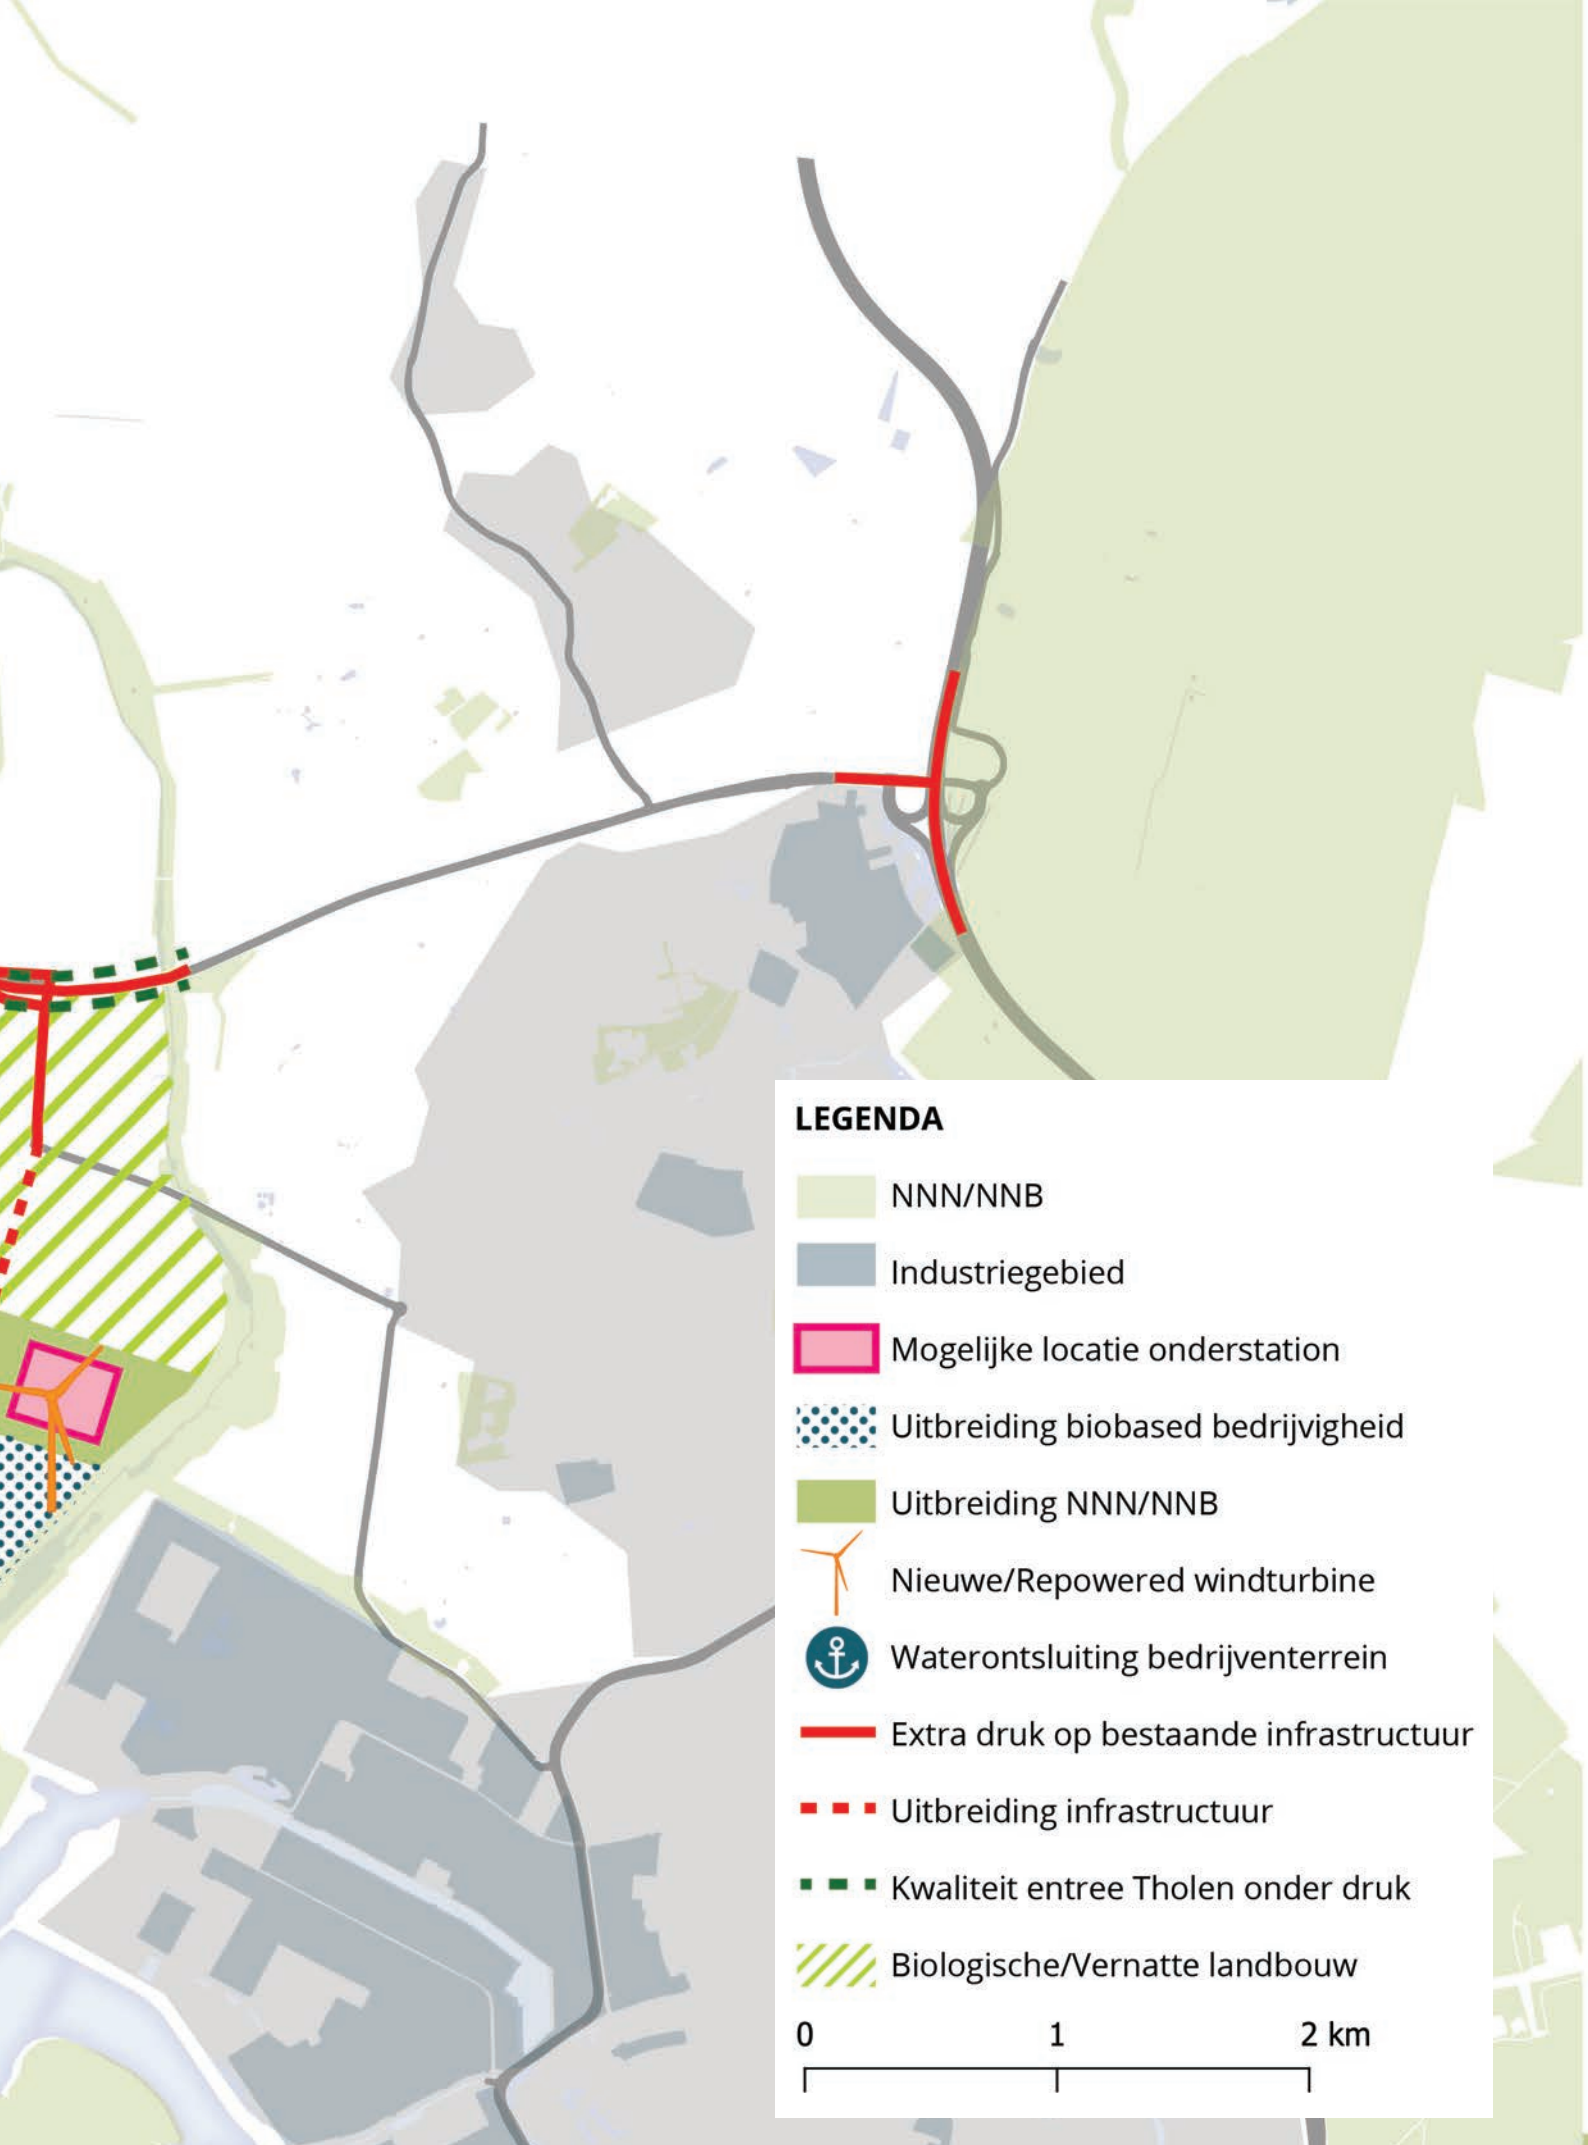 LEGENDA
NNN/NNB
Industriegebied
Mogelijke locatie onderstation
Uitbreiding biobased bedrijvigheid
Uitbreiding NNN/NNB
Nieuwe/Repowered windturbine
Waterontsluiting bedrijventerrein
Extra druk op bestaande infrastructuur
Uitbreiding infrastructuur
Kwaliteit entree Tholen onder druk
Biologische/Vernatte landbouw
0 1 2 km